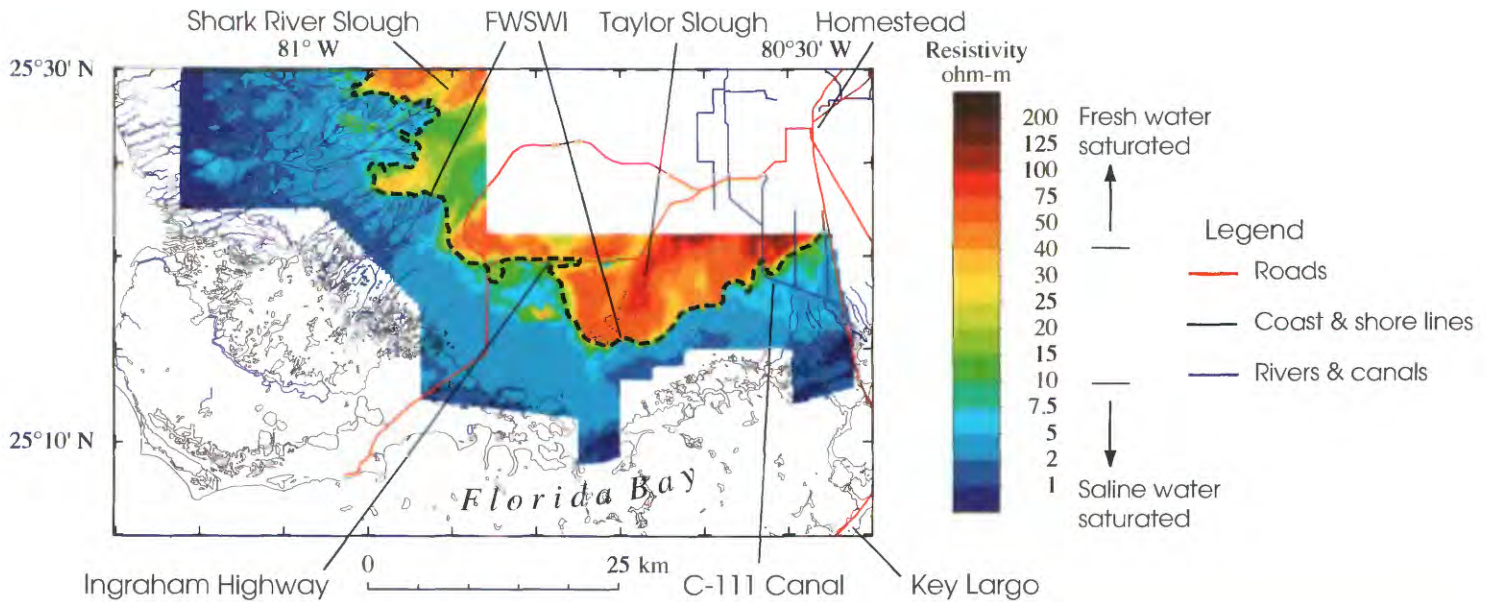 Shark River Slough
FWSWI
Taylor Slough
Homestead
81° W
80°30' W
25°30' N
25°10' N
Resistivity
ohm-m
200
125
100
75
50
40
30
25
20
15
10
7.5
5
2
1
Fresh water
saturated
Saline water
saturated
Legend
Roads
Coast & shore lines
Rivers & canals
Florida Bay
0
25 km
Ingraham Highway
C-111 Canal
Key Largo